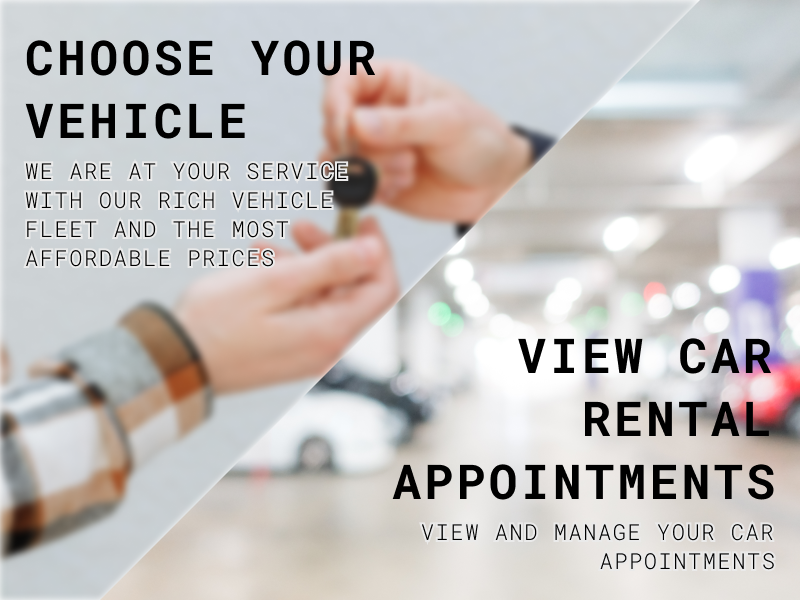 CHOOSE YOUR
VEHICLE
WE ARE AT YOUR SERVICE
WITH OUR RICH VEHICLE
FLEET AND THE MOST
AFFORDABLE PRICES
VIEW CAR
RENTAL
APPOINTMENTS
VIEW AND MANAGE YOUR CAR
APPOINTMENTS